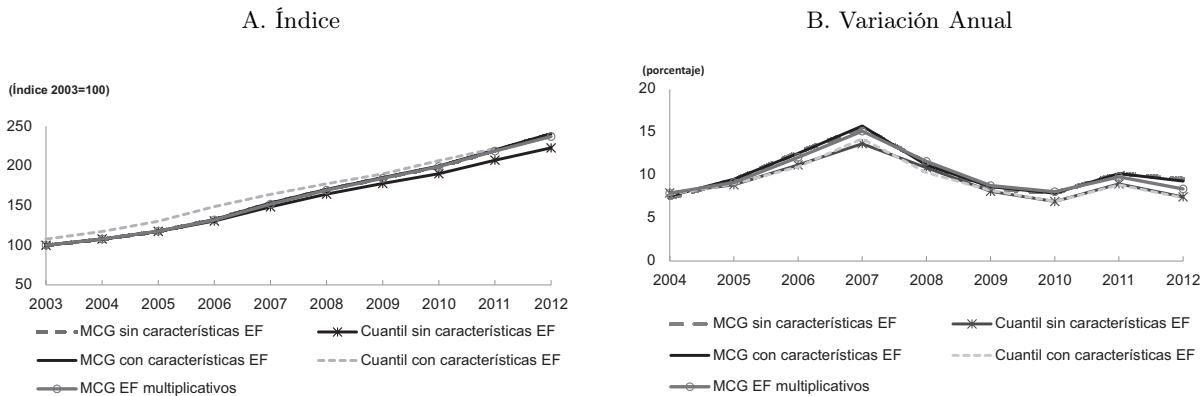 A. Índice
(Índice 2003=100)
250
200
150
100
50
2003 2004 2005 2006 2007 2008 2009 2010 2011 2012
MCG sin características EF
Cuantil sin características EF
MCG con características EF
Cuantil con características EF
MCG EF multiplicativos
B. Variación Anual
(porcentaje)
20
15
10
5
0
2004 2005 2006 2007 2008 2009 2010 2011 2012
MCG sin características EF
Cuantil sin características EF
MCG con características EF
Cuantil con características EF
MCG EF multiplicativos